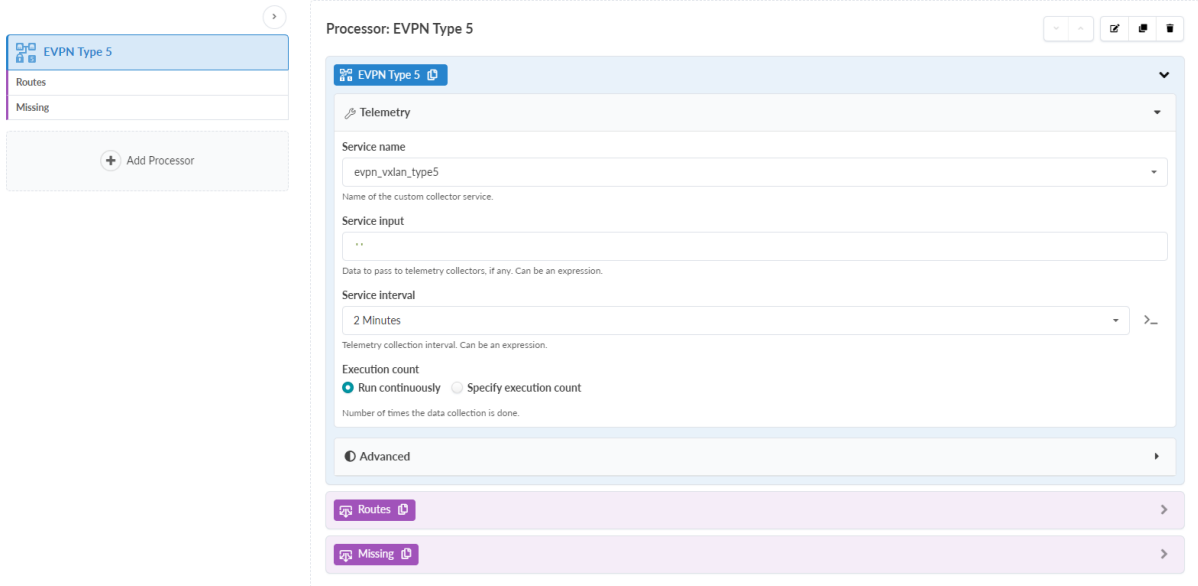 EVPN Type 5
Routes
Missing
Add Processor
Processor: EVPN Type 5
EVPN Type 5
Telemetry
Service name
evpn_vxlan_type5
Name of the custom collector service.
Service input
''
Data to pass to telemetry collectors, if any. Can be an expression.
Service interval
2 Minutes
Telemetry collection interval. Can be an expression.
Execution count
Run continuously Specify execution count
Number of times the data collection is done.
Advanced
Routes
Missing